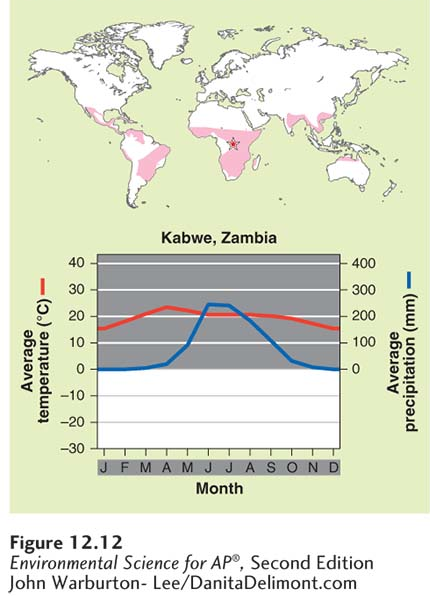 Kabwe, Zambia
40
30
20
10
0
−10
−20
−30
Average
temperature (°C)
400
300
200
100
0
Average
precipitation (mm)
J F M A M J J A S O N D
Month
Figure 12.12
Environmental Science for AP®, Second Edition
John Warburton- Lee/DanitaDelimont.com